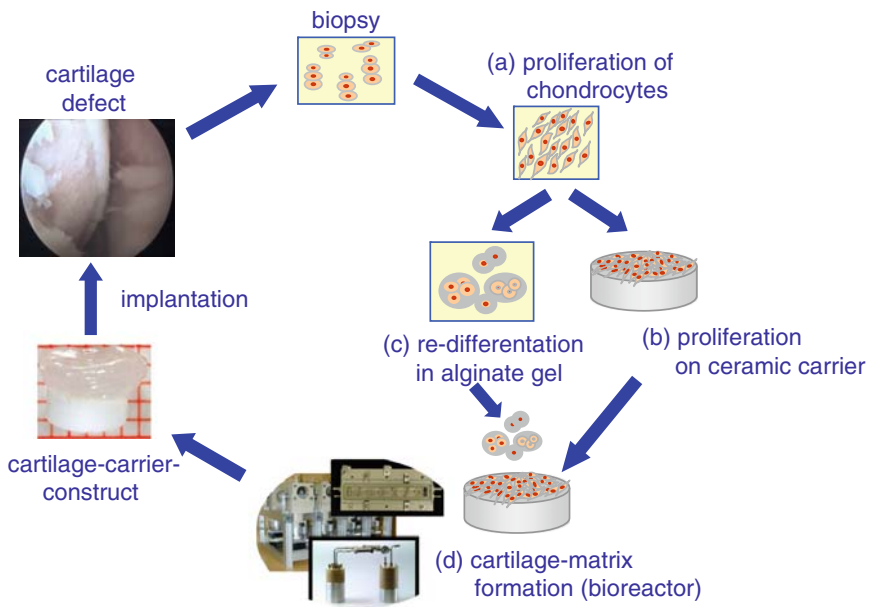 biopsy
cartilage
defect
(a) proliferation of
chondrocytes
(c) re-differentation
in alginate gel
(b) proliferation
on ceramic carrier
implantation
cartilage-carrier-
construct
(d) cartilage-matrix
formation (bioreactor)